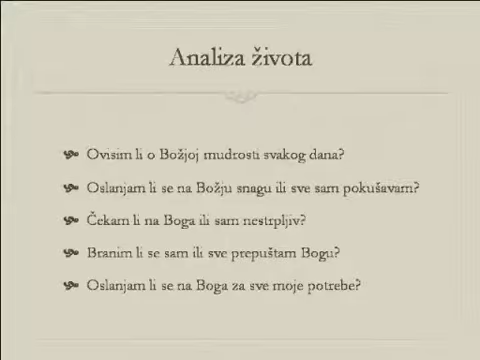 Analiza života
Ovisim li o Božjoj mudrosti svakog dana?
Oslanjam li se na Božju snagu ili sve sam pokušavam?
Čekam li na Boga ili sam nestrpljiv?
Branim li se sam ili sve prepuštam Bogu?
Oslanjam li se na Boga za sve moje potrebe?